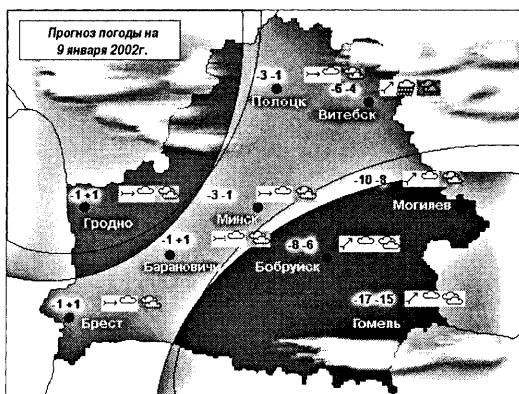 Прогноз погоды на
9 января 2002г.
-3 -1
Полоцк
-6 -4
Витебск
-10 -8
Могилев
-1 +1
Гродно
-3 -1
Минск
-1 +1
Барановичи
-8 -6
Бобруйск
-1 +1
Брест
-17 -15
Гомель